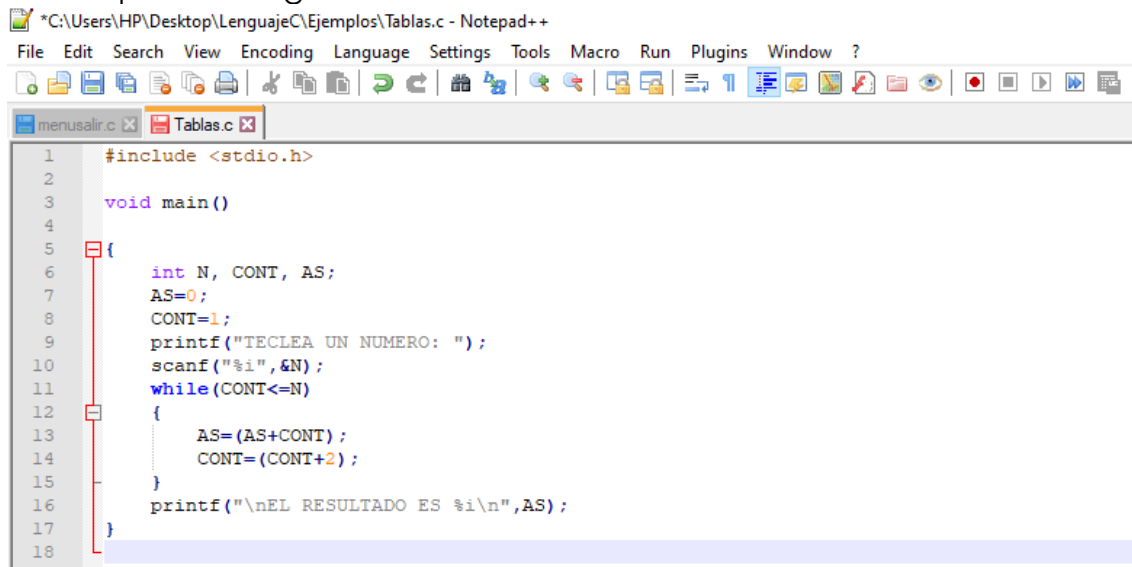 *C:\Users\HP\Desktop\LenguajeC\Ejemplos\Tablas.c - Notepad++
File Edit Search View Encoding Language Settings Tools Macro Run Plugins Window ?
menusalir.c Tablas.c
1 #include <stdio.h>
2
3 void main()
4
5 {
6 int N, CONT, AS;
7 AS=0;
8 CONT=1;
9 printf("TECLEA UN NUMERO: ");
10 scanf("%i",&N);
11 while(CONT<=N)
12 {
13 AS=(AS+CONT);
14 CONT=(CONT+2);
15 }
16 printf("\nEL RESULTADO ES %i\n",AS);
17 }
18